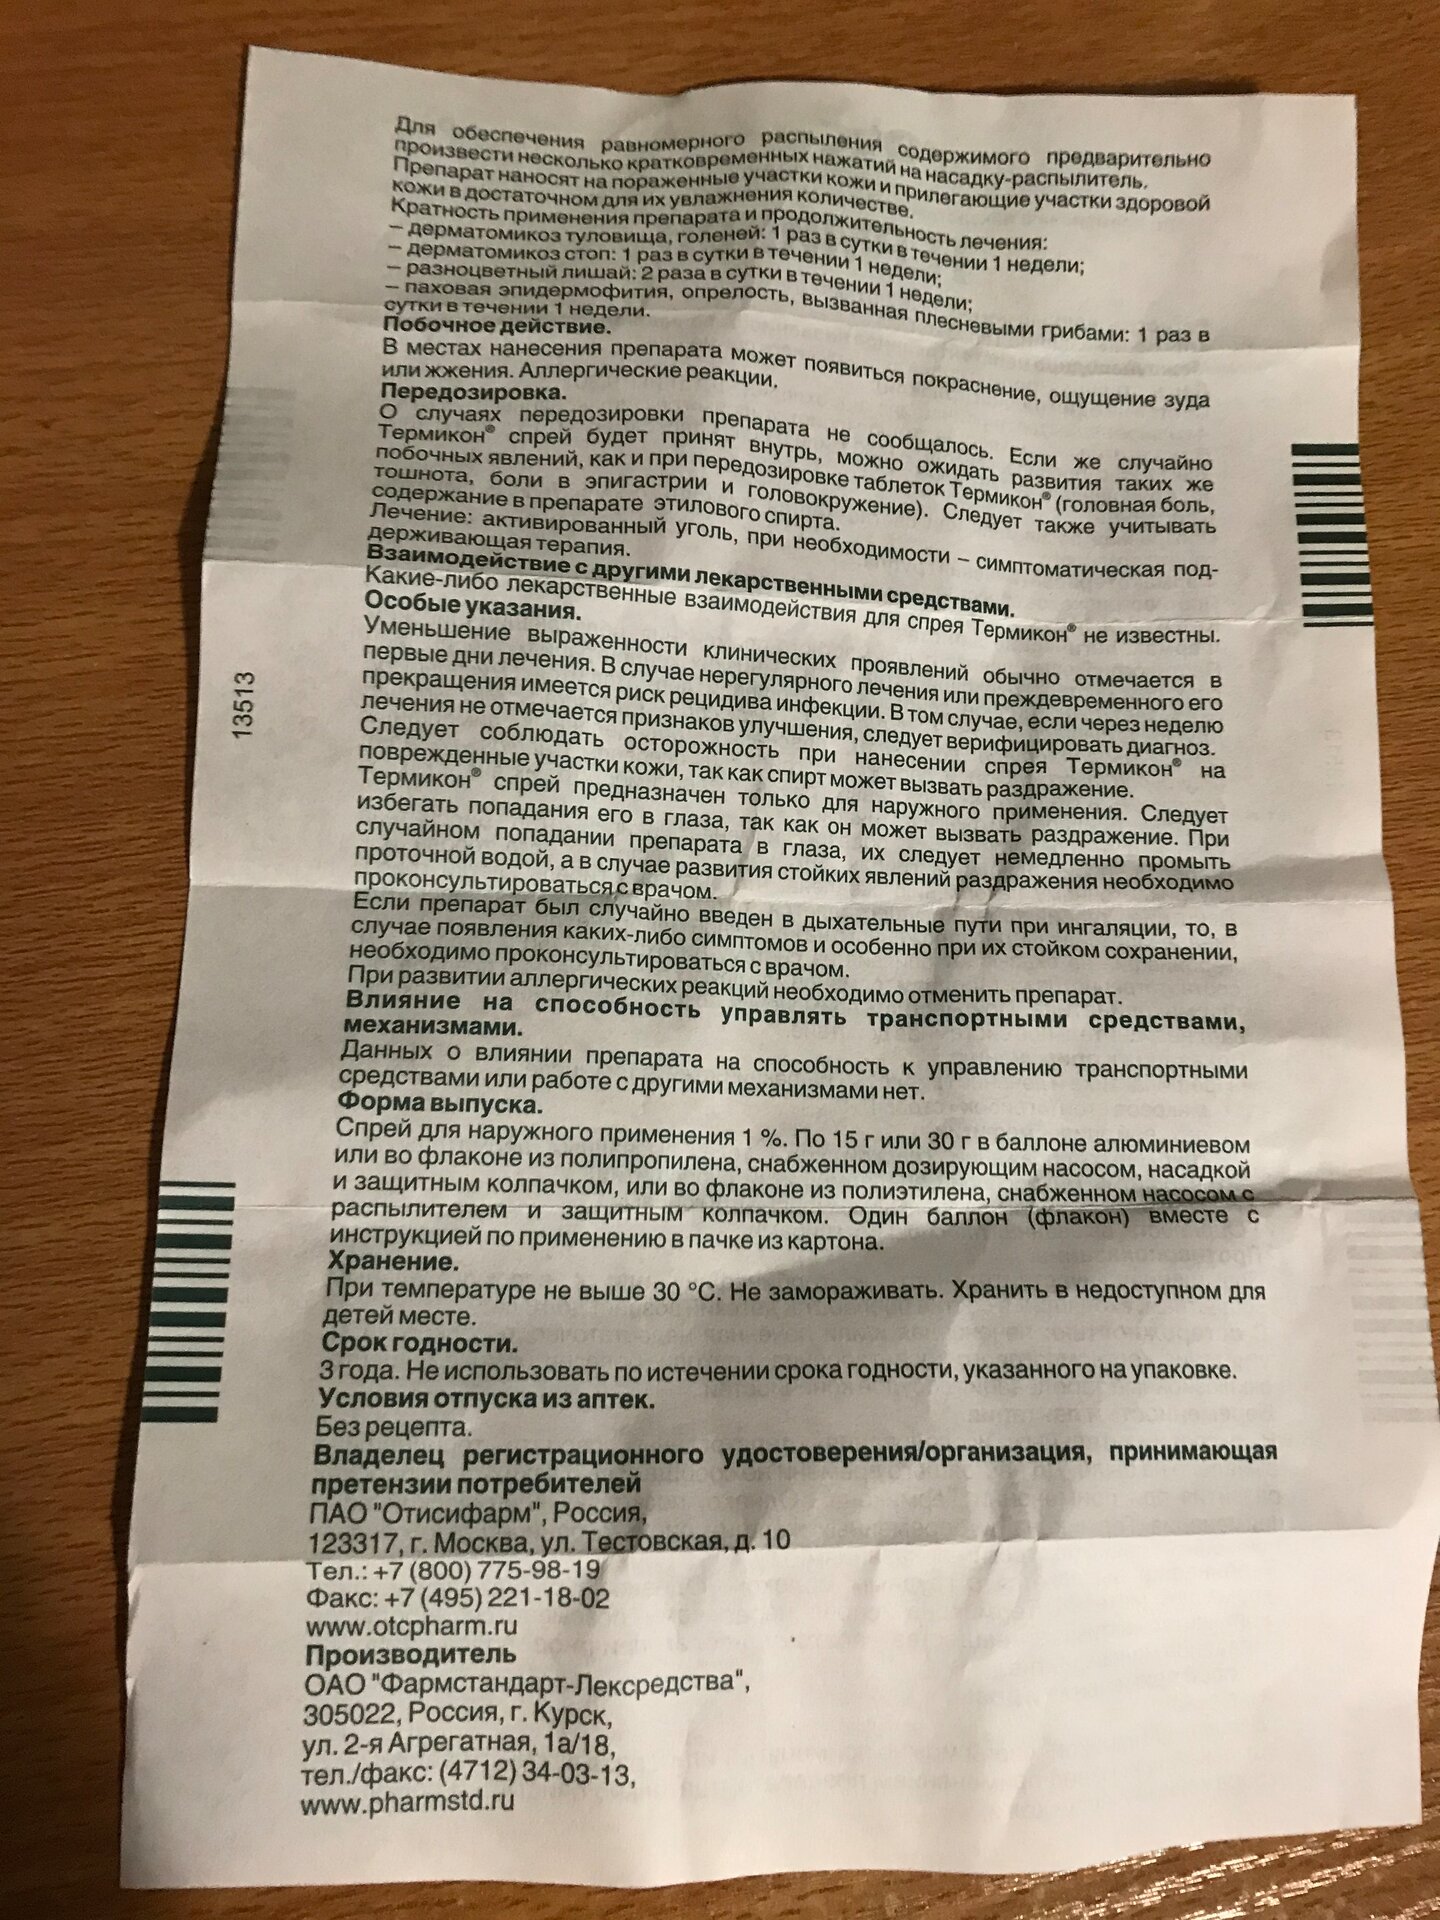 Для обеспечения равномерного распыления содержимого предварительно
произвести несколько кратковременных нажатий на насадку-распылитель.
Препарат наносят на пораженные участки кожи и прилегающие участки здоровой
кожи в достаточном для их увлажнения количестве.
Кратность применения препарата и продолжительность лечения:
– дерматомикоз туловища, голеней: 1 раз в сутки в течении 1 недели;
– дерматомикоз стоп: 1 раз в сутки в течении 1 недели;
– разноцветный лишай: 2 раза в сутки в течении 1 недели;
– паховая эпидермофития, опрелость, вызванная плесневыми грибами: 1 раз в
сутки в течении 1 недели.
Побочное действие.
В местах нанесения препарата может появиться покраснение, ощущение зуда
или жжения. Аллергические реакции.
Передозировка.
О случаях передозировки препарата не сообщалось. Если же случайно
Термикон® спрей будет принят внутрь, можно ожидать развития таких же
побочных явлений, как и при передозировке таблеток Термикон® (головная боль,
тошнота, боли в эпигастрии и головокружение). Следует также учитывать
содержание в препарате этилового спирта.
Лечение: активированный уголь, при необходимости – симптоматическая под-
держивающая терапия.
Взаимодействие с другими лекарственными средствами.
Какие-либо лекарственные взаимодействия для спрея Термикон® не известны.
Особые указания.
Уменьшение выраженности клинических проявлений обычно отмечается в
первые дни лечения. В случае нерегулярного лечения или преждевременного его
прекращения имеется риск рецидива инфекции. В том случае, если через неделю
лечения не отмечается признаков улучшения, следует верифицировать диагноз.
Следует соблюдать осторожность при нанесении спрея Термикон® на
поврежденные участки кожи, так как спирт может вызвать раздражение.
Термикон® спрей предназначен только для наружного применения. Следует
избегать попадания его в глаза, так как он может вызвать раздражение. При
случайном попадании препарата в глаза, их следует немедленно промыть
проточной водой, а в случае развития стойких явлений раздражения необходимо
проконсультироваться с врачом.
Если препарат был случайно введен в дыхательные пути при ингаляции, то, в
случае появления каких-либо симптомов и особенно при их стойком сохранении,
необходимо проконсультироваться с врачом.
При развитии аллергических реакций необходимо отменить препарат.
Влияние на способность управлять транспортными средствами,
механизмами.
Данных о влиянии препарата на способность к управлению транспортными
средствами или работе с другими механизмами нет.
Форма выпуска.
Спрей для наружного применения 1 %. По 15 г или 30 г в баллоне алюминиевом
или во флаконе из полипропилена, снабженном дозирующим насосом, насадкой
и защитным колпачком, или во флаконе из полиэтилена, снабженном насосом с
распылителем и защитным колпачком. Один баллон (флакон) вместе с
инструкцией по применению в пачке из картона.
Хранение.
При температуре не выше 30 °С. Не замораживать. Хранить в недоступном для
детей месте.
Срок годности.
3 года. Не использовать по истечении срока годности, указанного на упаковке.
Условия отпуска из аптек.
Без рецепта.
Владелец регистрационного удостоверения/организация, принимающая
претензии потребителей
ПАО "Отисифарм", Россия,
123317, г. Москва, ул. Тестовская, д. 10
Тел.: +7 (800) 775-98-19
Факс: +7 (495) 221-18-02
www.otcpharm.ru
Производитель
ОАО "Фармстандарт-Лексредства",
305022, Россия, г. Курск,
ул. 2-я Агрегатная, 1а/18,
тел./факс: (4712) 34-03-13,
www.pharmstd.ru
13513